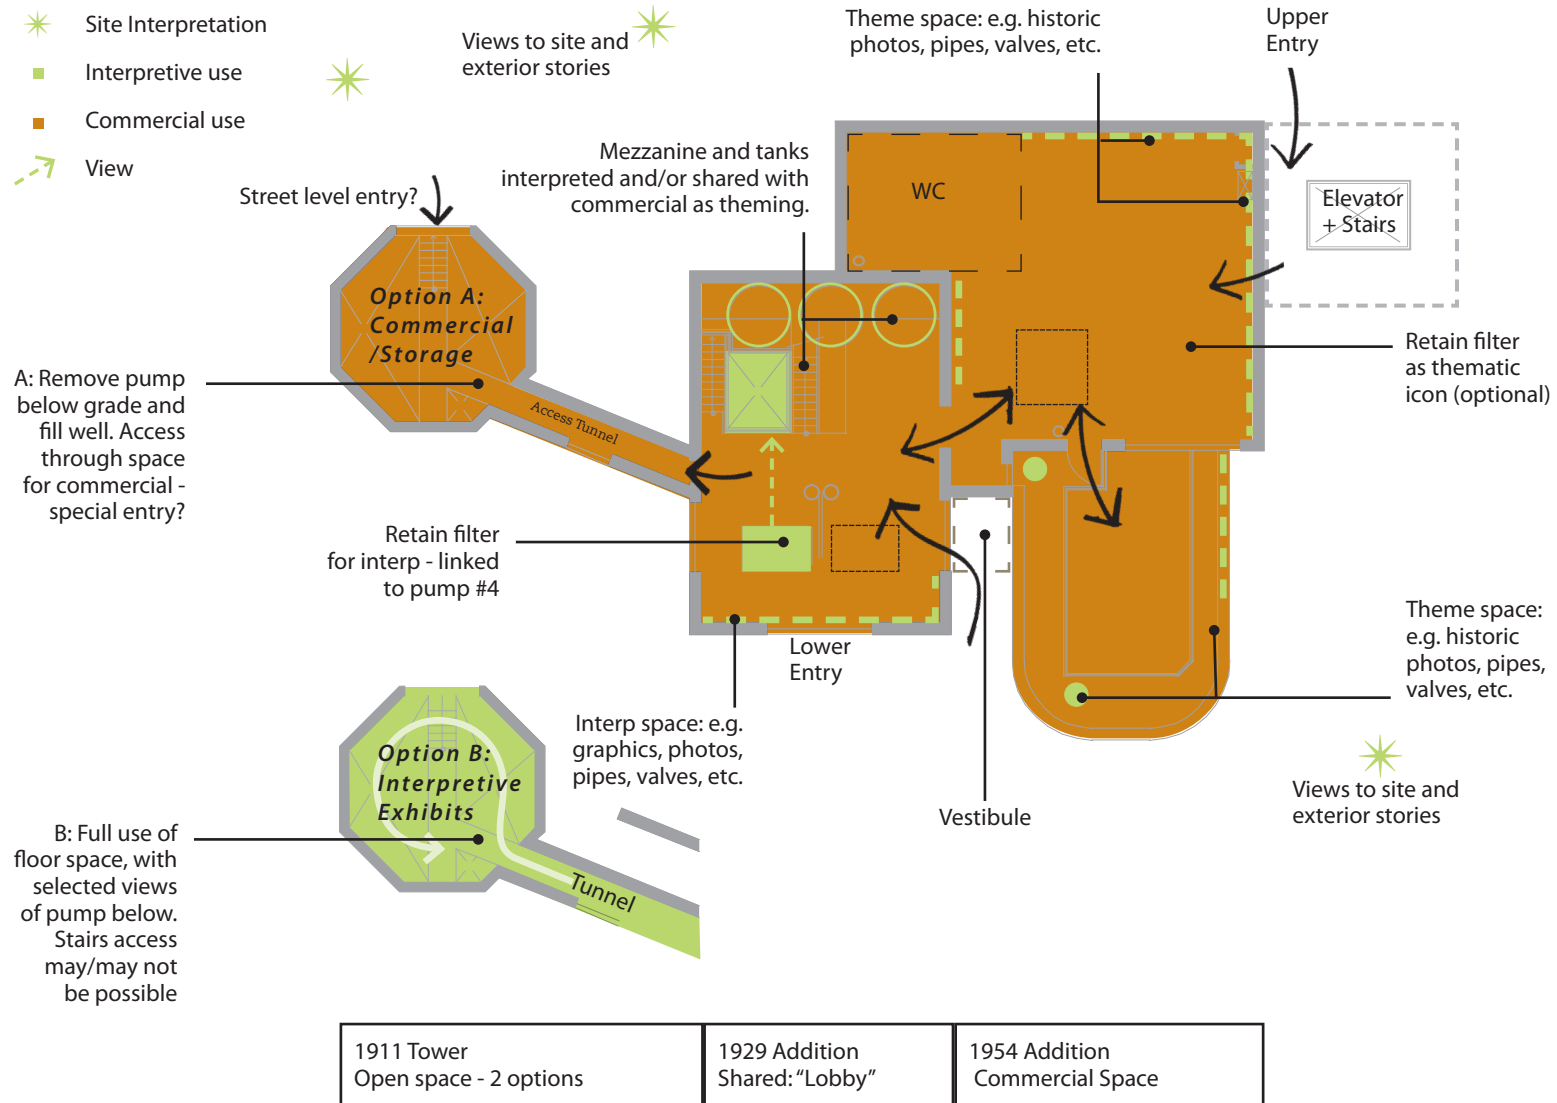 Site Interpretation
Interpretive use
Commercial use
View
Views to site and
exterior stories
Theme space: e.g. historic
photos, pipes, valves, etc.
Upper
Entry
Mezzanine and tanks
interpreted and/or shared with
commercial as theming.
Street level entry?
WC
Elevator
+ Stairs
Option A:
Commercial
/Storage
Retain filter
as thematic
icon (optional)
A: Remove pump
below grade and
fill well. Access
through space
for commercial -
special entry?
Access Tunnel
Retain filter
for interp - linked
to pump #4
Lower
Entry
Theme space:
e.g. historic
photos, pipes,
valves, etc.
Interp space: e.g.
graphics, photos,
pipes, valves, etc.
Option B:
Interpretive
Exhibits
Views to site and
exterior stories
Vestibule
B: Full use of
floor space, with
selected views
of pump below.
Stairs access
may/may not
be possible
Tunnel
1911 Tower
Open space - 2 options
1929 Addition
Shared: “Lobby”
1954 Addition
Commercial Space